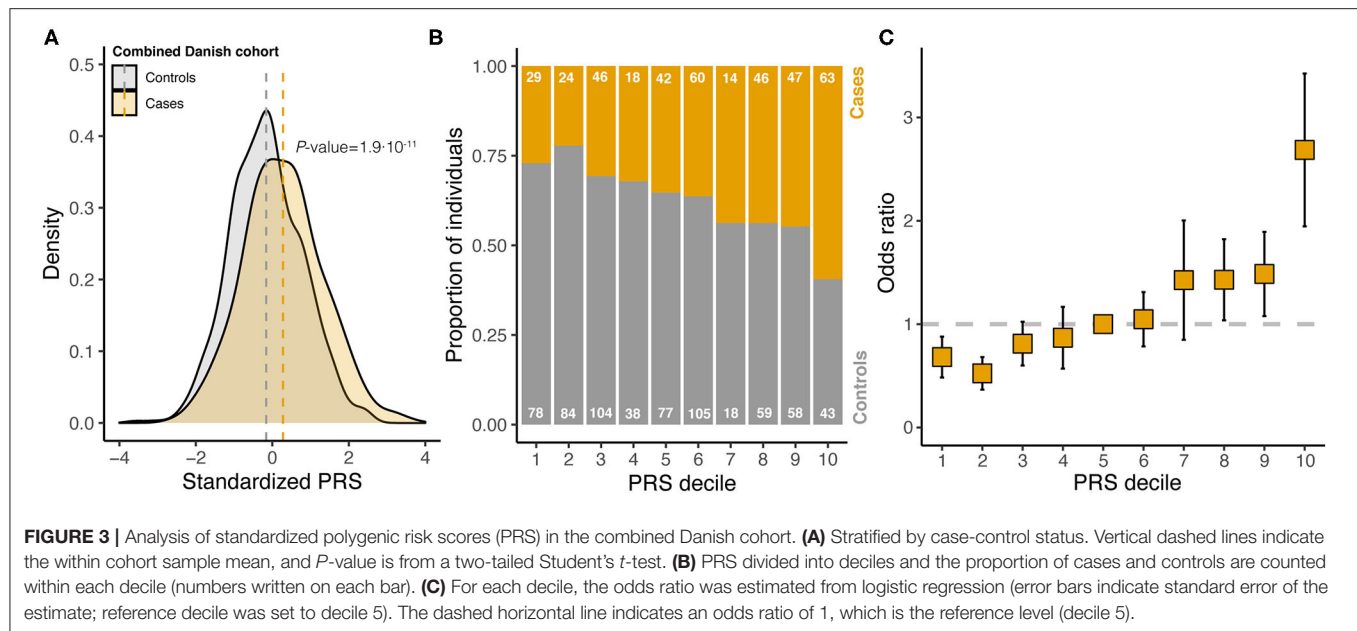 A
Combined Danish cohort
Controls
Cases
P-value=1.9·10-11
0.5
0.4
0.3
0.2
0.1
0.0
Density
-4 -2 0 2 4
Standardized PRS
B
1.00
0.75
0.50
0.25
0.00
Proportion of individuals
29 24 46 18 42 60 14 46 47 63
Cases
78 84 104 38 77 105 18 59 58 43
Controls
1 2 3 4 5 6 7 8 9 10
PRS decile
C
3
2
1
0
Odds ratio
1 2 3 4 5 6 7 8 9 10
PRS decile
FIGURE 3 | Analysis of standardized polygenic risk scores (PRS) in the combined Danish cohort. (A) Stratified by case-control status. Vertical dashed lines indicate
the within cohort sample mean, and P-value is from a two-tailed Student's t-test. (B) PRS divided into deciles and the proportion of cases and controls are counted
within each decile (numbers written on each bar). (C) For each decile, the odds ratio was estimated from logistic regression (error bars indicate standard error of the
estimate; reference decile was set to decile 5). The dashed horizontal line indicates an odds ratio of 1, which is the reference level (decile 5).